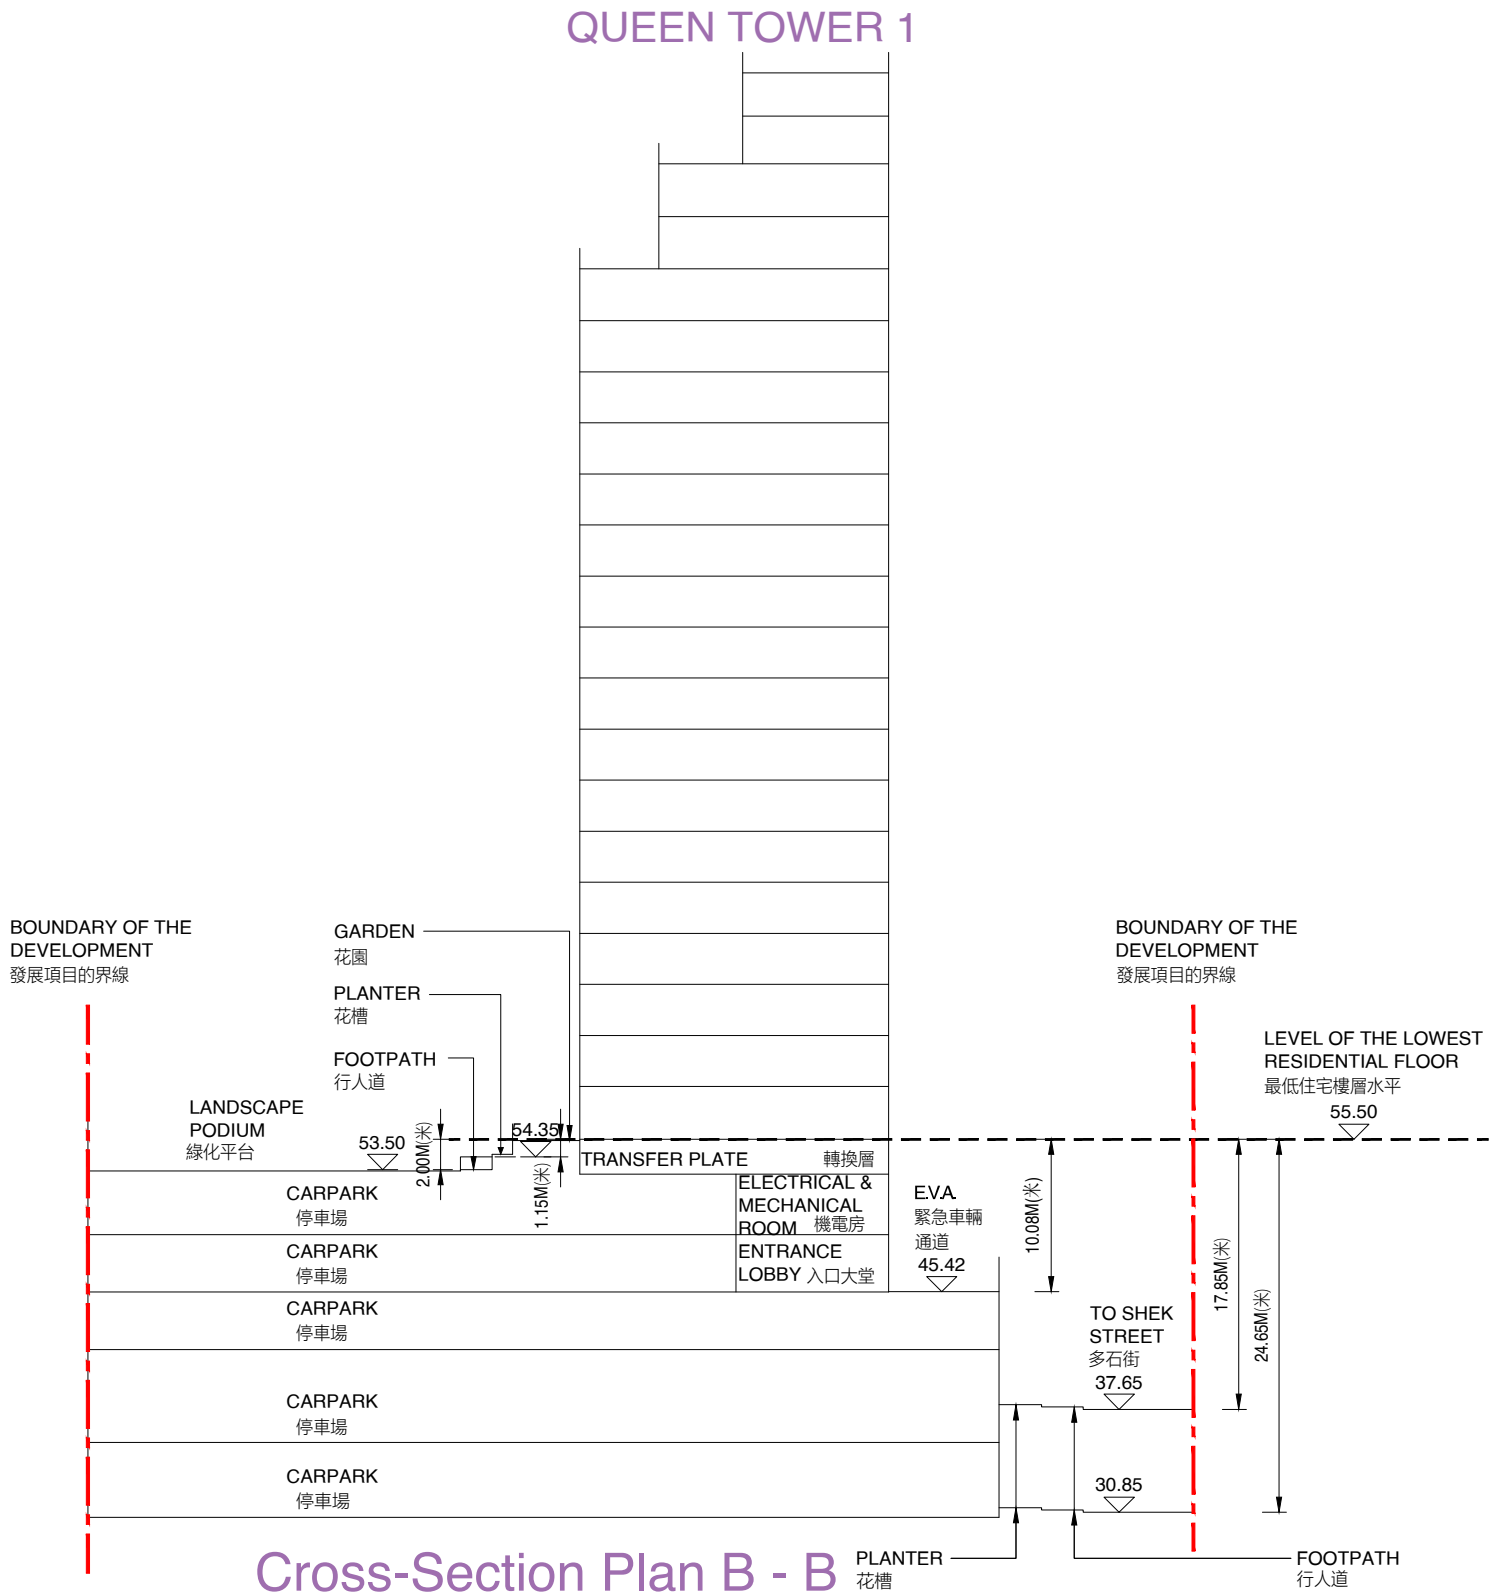 QUEEN TOWER 1
BOUNDARY OF THE
DEVELOPMENT
發展項目的界線
GARDEN
花園
PLANTER
花槽
FOOTPATH
行人道
LANDSCAPE
PODIUM
綠化平台
53.50
2.00M(米)
54.35
1.15M(米)
TRANSFER PLATE 轉換層
ELECTRICAL &
MECHANICAL
ROOM 機電房
ENTRANCE
LOBBY 入口大堂
CARPARK
停車場
CARPARK
停車場
CARPARK
停車場
CARPARK
停車場
CARPARK
停車場
E.V.A.
緊急車輛
通道
45.42
10.08M(米)
BOUNDARY OF THE
DEVELOPMENT
發展項目的界線
LEVEL OF THE LOWEST
RESIDENTIAL FLOOR
最低住宅樓層水平
55.50
17.85M(米)
24.65M(米)
TO SHEK
STREET
多石街
37.65
30.85
PLANTER
花槽
FOOTPATH
行人道
Cross-Section Plan B - B